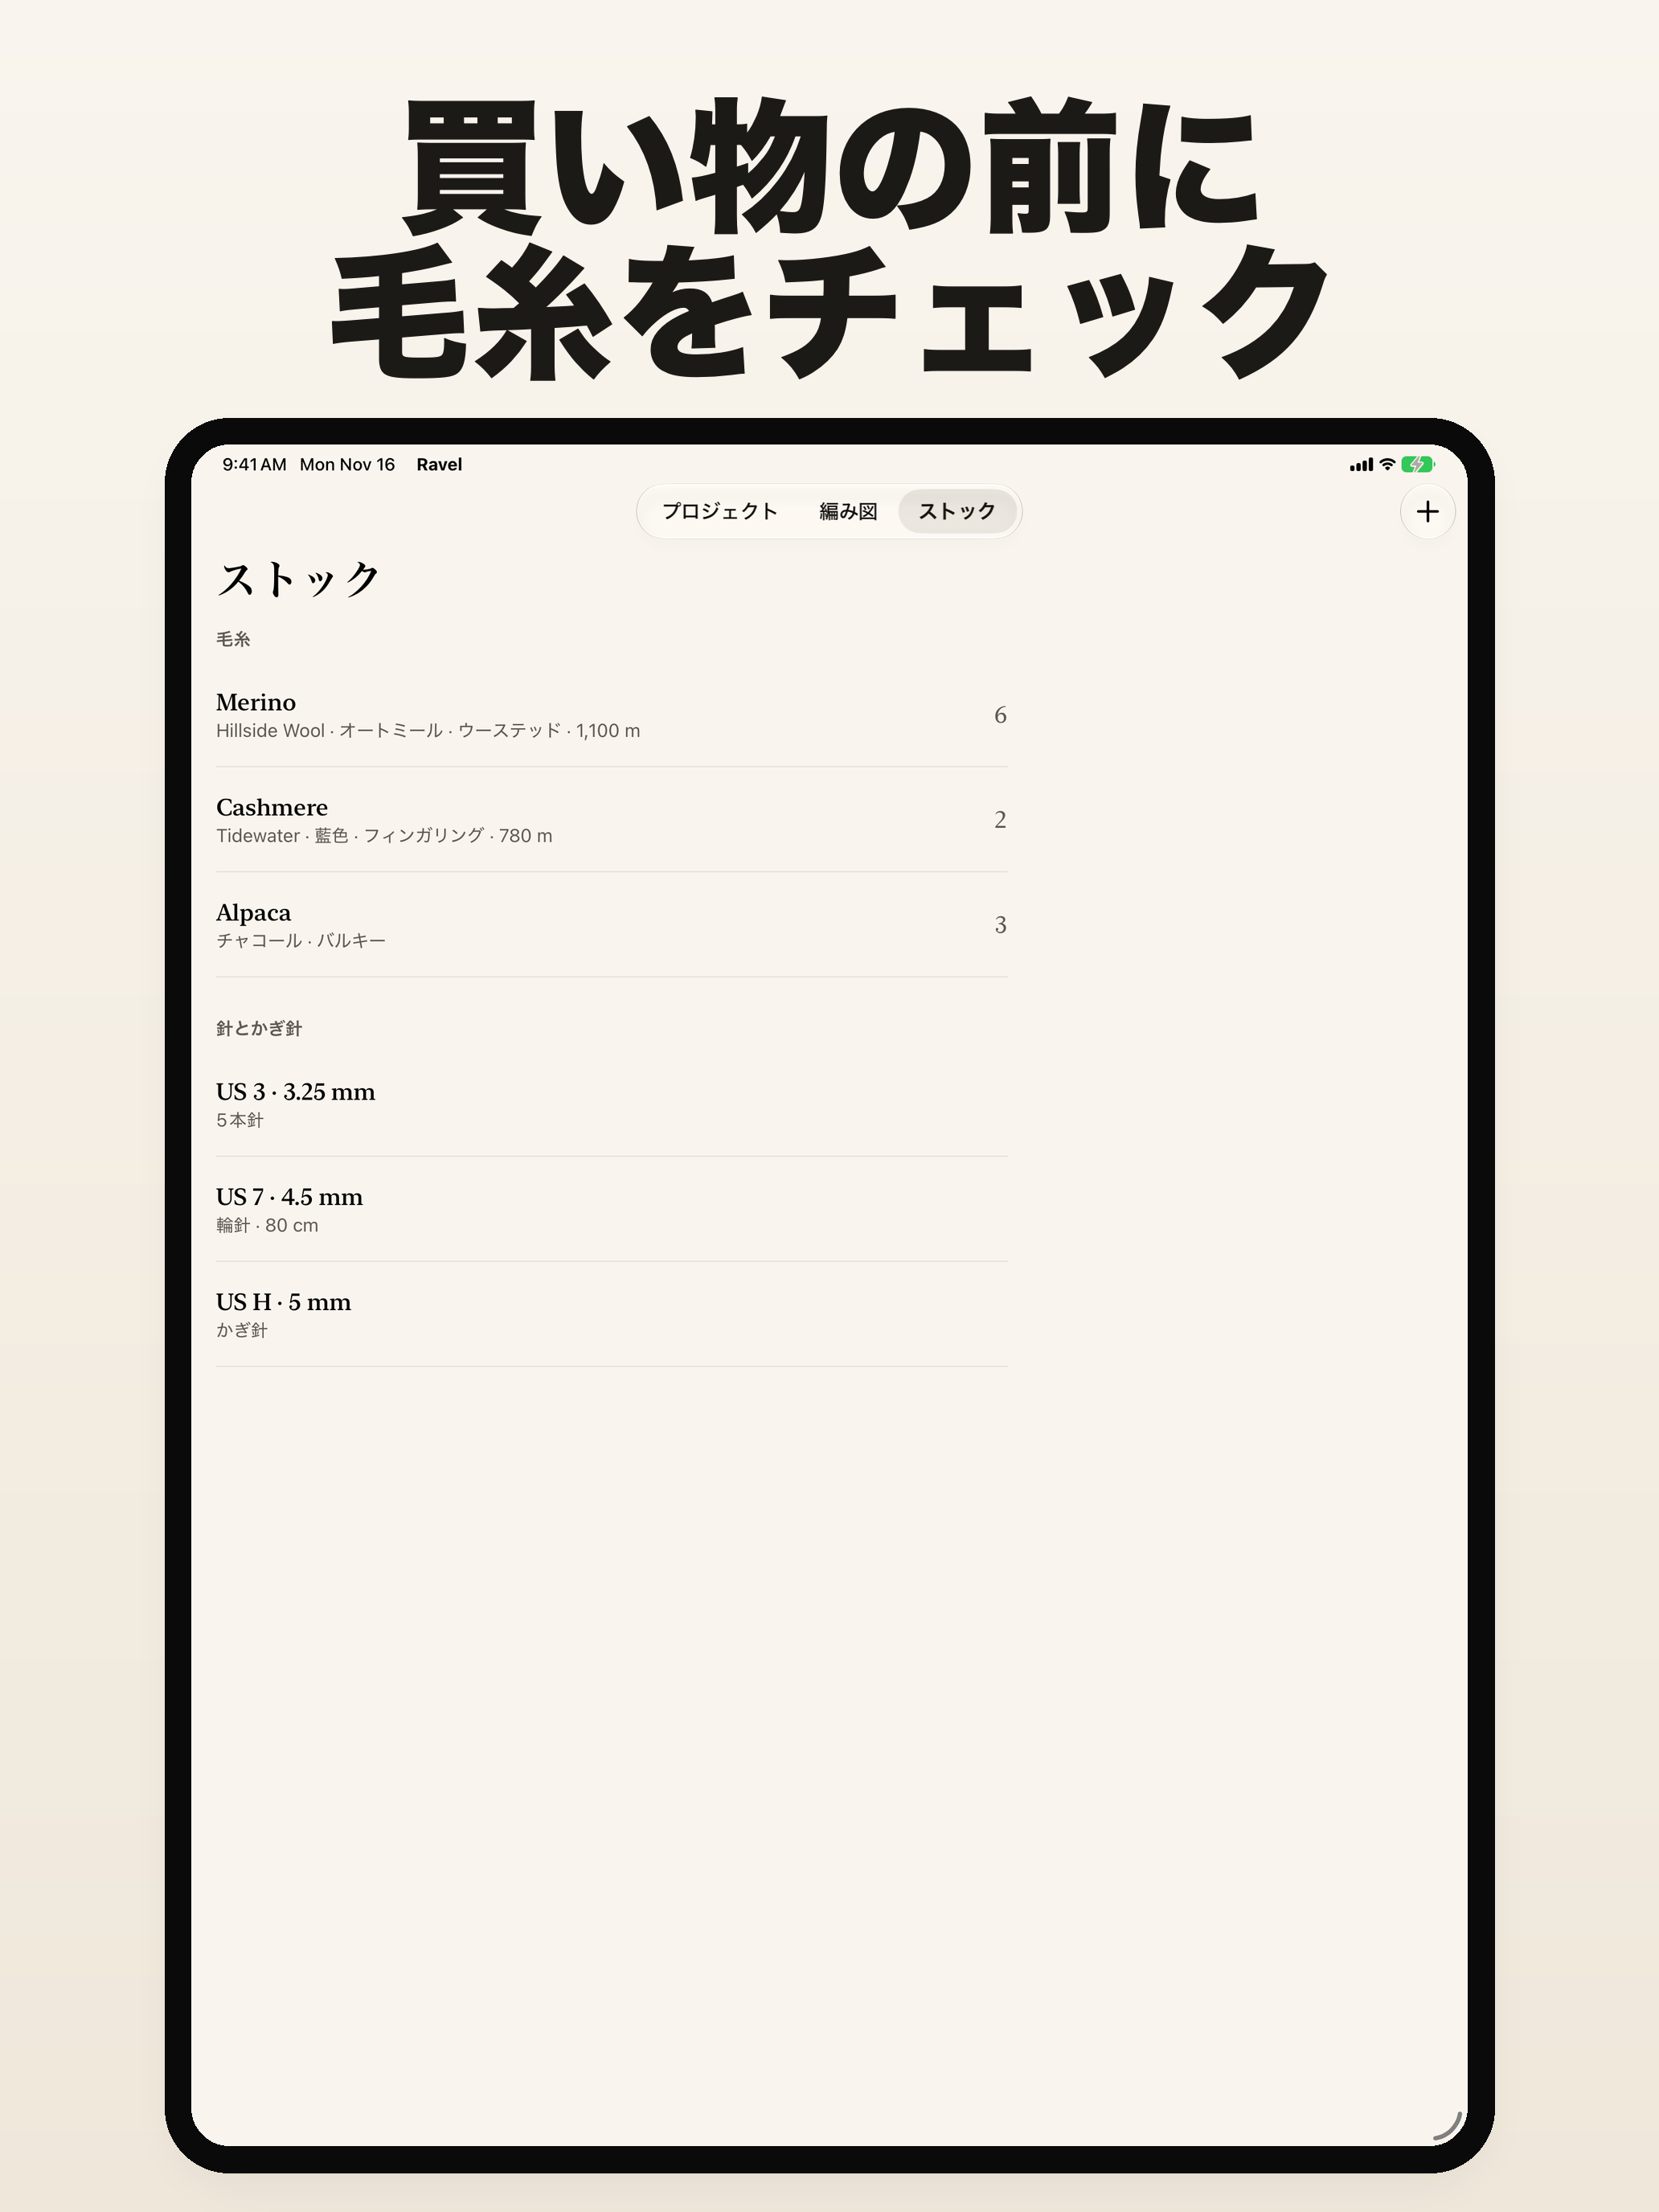 買い物の前に
毛糸をチェック
9:41 AM Mon Nov 16 Ravel
プロジェクト 編み図 ストック
ストック
毛糸
Merino
Hillside Wool · オートミール · ウーステッド · 1,100 m
6
Cashmere
Tidewater · 藍色 · フィンガリング · 780 m
2
Alpaca
チャコール · バルキー
3
針とかぎ針
US 3 · 3.25 mm
5本針
US 7 · 4.5 mm
輪針 · 80 cm
US H · 5 mm
かぎ針